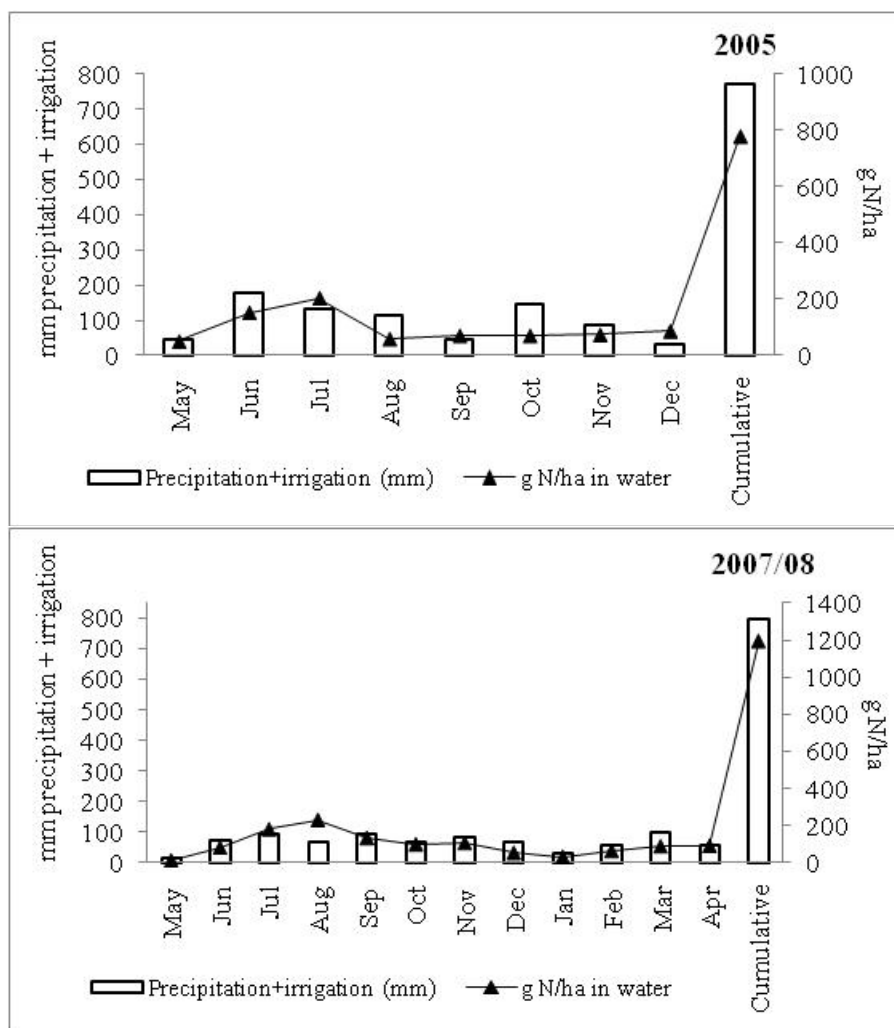 2005
mm precipitation + irrigation
800
700
600
500
400
300
200
100
0
1000
800
600
400
200
0
g N/ha
May
Jun
Jul
Aug
Sep
Oct
Nov
Dec
Cumulative
Precipitation+irrigation (mm)
g N/ha in water
2007/08
mm precipitation + irrigation
800
700
600
500
400
300
200
100
0
1400
1200
1000
800
600
400
200
0
g N/ha
May
Jun
Jul
Aug
Sep
Oct
Nov
Dec
Jan
Feb
Mar
Apr
Cumulative
Precipitation+irrigation (mm)
g N/ha in water